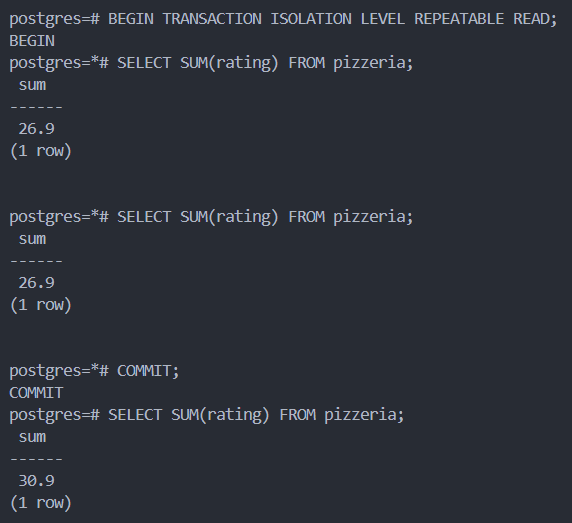 postgres=# BEGIN TRANSACTION ISOLATION LEVEL REPEATABLE READ;
BEGIN
postgres=*# SELECT SUM(rating) FROM pizzeria;
 sum
------
 26.9
(1 row)

postgres=*# SELECT SUM(rating) FROM pizzeria;
 sum
------
 26.9
(1 row)

postgres=*# COMMIT;
COMMIT
postgres=# SELECT SUM(rating) FROM pizzeria;
 sum
------
 30.9
(1 row)